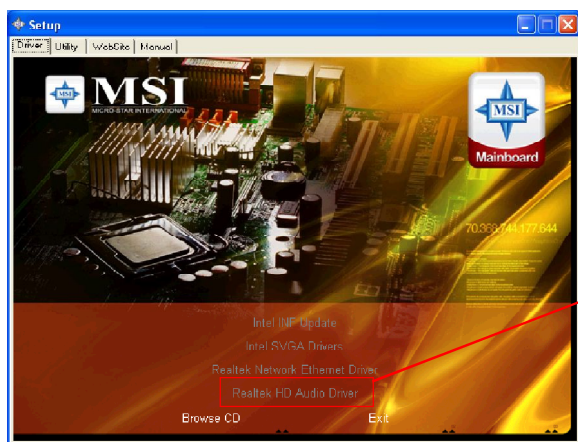 Setup
Driver Utility WebSite Manual
MSI
MSI
MICRO-STAR INTERNATIONAL
MSI
Mainboard
70.366.744.177.644
Intel INF Update
Intel SVGA Drivers
Realtek Network Ethernet Driver
Realtek HD Audio Driver
Browse CD Exit